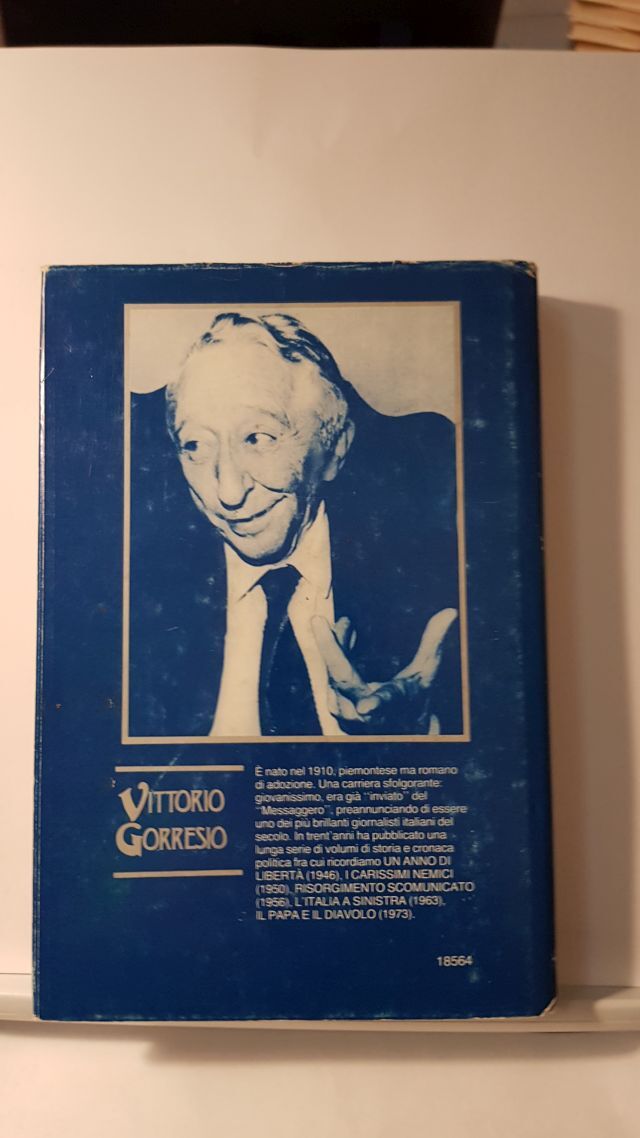 VITTORIO
GORRESIO
È nato nel 1910, piemontese ma romano
di adozione. Una carriera sfolgorante:
giovanissimo, era già "inviato" del
"Messaggero", preannunciando di essere
uno dei più brillanti giornalisti italiani del
secolo. In trent'anni ha pubblicato una
lunga serie di volumi di storia e cronaca
politica fra cui ricordiamo UN ANNO DI
LIBERTÀ (1946), I CARISSIMI NEMICI
(1950), RISORGIMENTO SCOMUNICATO
(1956), L'ITALIA A SINISTRA (1963),
IL PAPA E IL DIAVOLO (1973).
18564